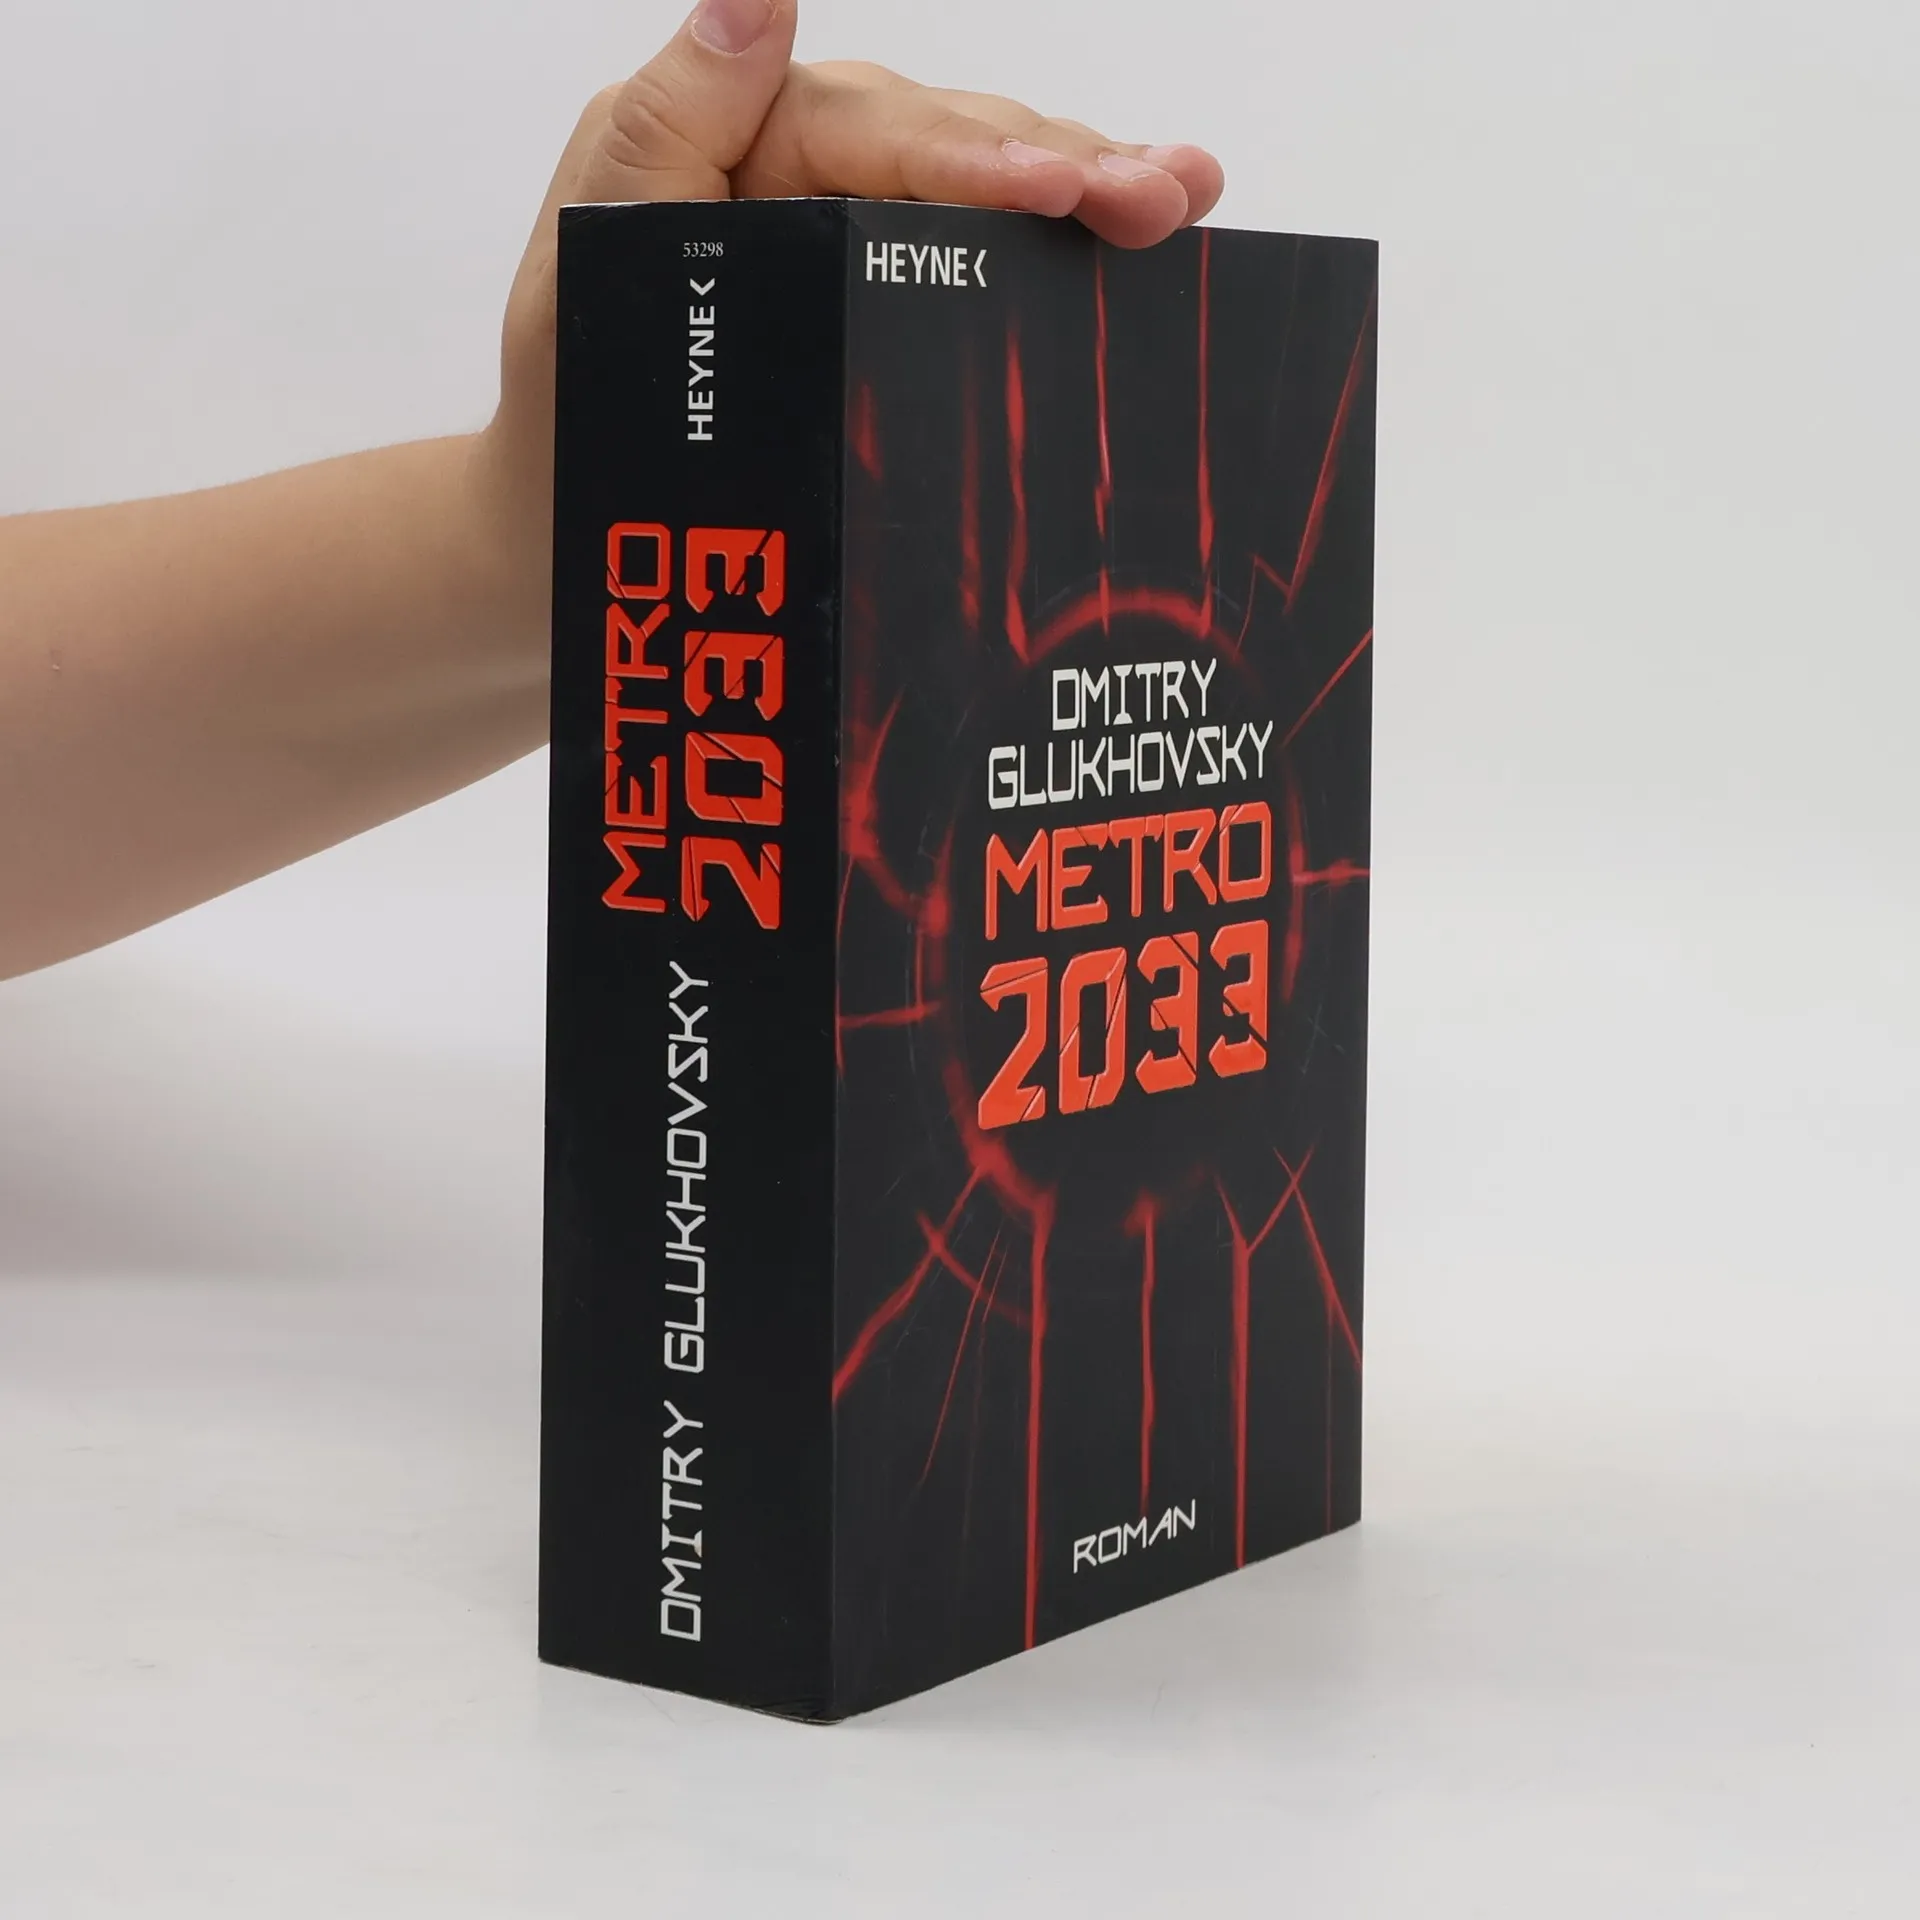 53298
HEYNE<
METRO
2033
DMITRY GLUKHOVSKY
HEYNE<
DMITRY
GLUKHOVSKY
METRO
2033
ROMAN